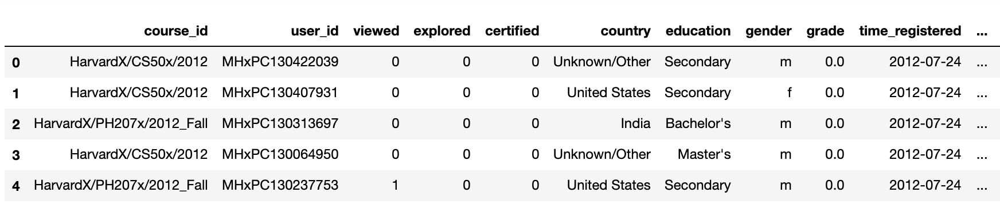 course_id user_id viewed explored certified country education gender grade time_registered ...
0 HarvardX/CS50x/2012 MHxPC130422039 0 0 0 Unknown/Other Secondary m 0.0 2012-07-24 ...
1 HarvardX/CS50x/2012 MHxPC130407931 0 0 0 United States Secondary f 0.0 2012-07-24 ...
2 HarvardX/PH207x/2012_Fall MHxPC130313697 0 0 0 India Bachelor's m 0.0 2012-07-24 ...
3 HarvardX/CS50x/2012 MHxPC130064950 0 0 0 Unknown/Other Master's m 0.0 2012-07-24 ...
4 HarvardX/PH207x/2012_Fall MHxPC130237753 1 0 0 United States Secondary m 0.0 2012-07-24 ...